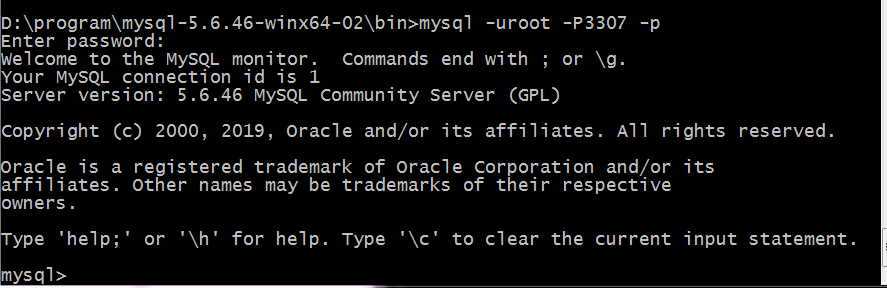 D:\program\mysql-5.6.46-winx64-02\bin>mysql -uroot -P3307 -p
Enter password:
Welcome to the MySQL monitor.  Commands end with ; or \g.
Your MySQL connection id is 1
Server version: 5.6.46 MySQL Community Server (GPL)
Copyright (c) 2000, 2019, Oracle and/or its affiliates. All rights reserved.
Oracle is a registered trademark of Oracle Corporation and/or its
affiliates. Other names may be trademarks of their respective
owners.
Type 'help;' or '\h' for help. Type '\c' to clear the current input statement.
mysql>